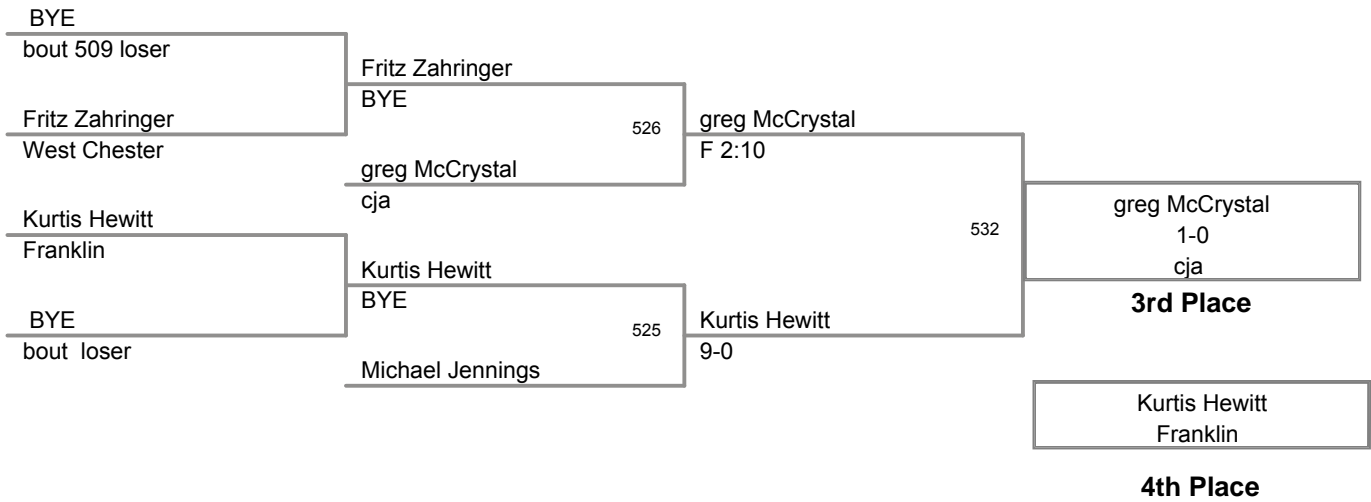 BYE
bout 509 loser
Fritz Zahringer
BYE
Fritz Zahringer
West Chester
526
greg McCrystal
F 2:10
greg McCrystal
cja
greg McCrystal
1-0
cja
3rd Place
532
Kurtis Hewitt
Franklin
Kurtis Hewitt
BYE
BYE
bout loser
525
Kurtis Hewitt
9-0
Michael Jennings
Kurtis Hewitt
Franklin
4th Place